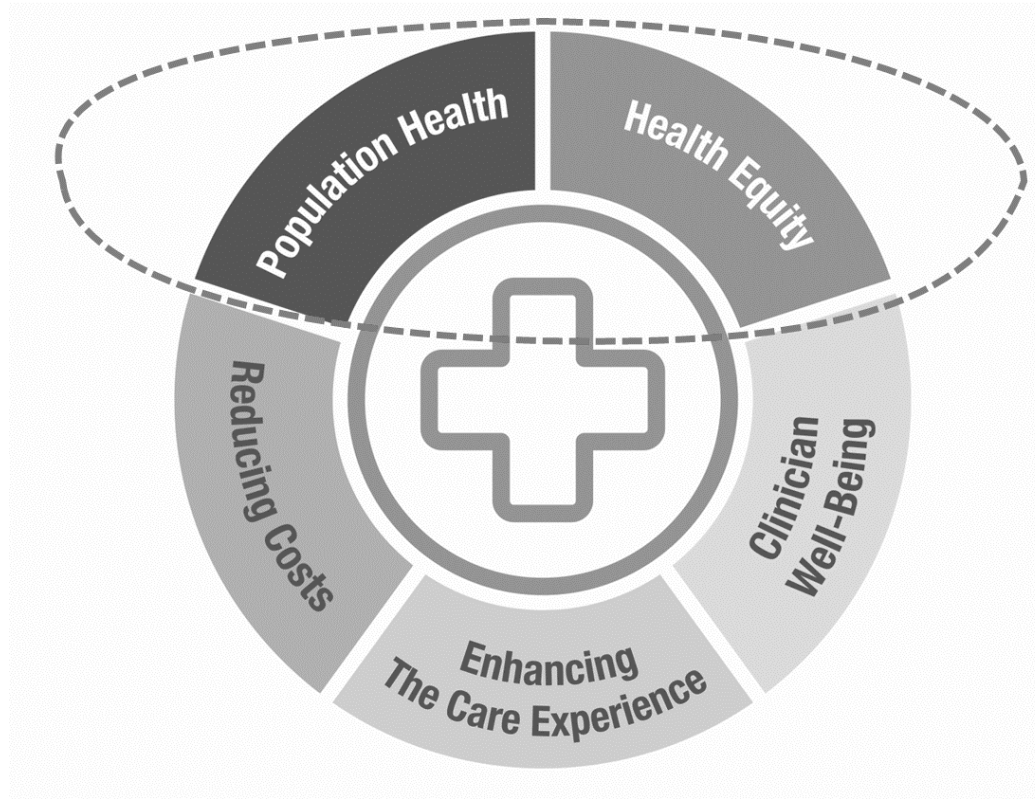 Population Health
Health Equity
Reducing Costs
Clinician
Well-Being
Enhancing
The Care Experience